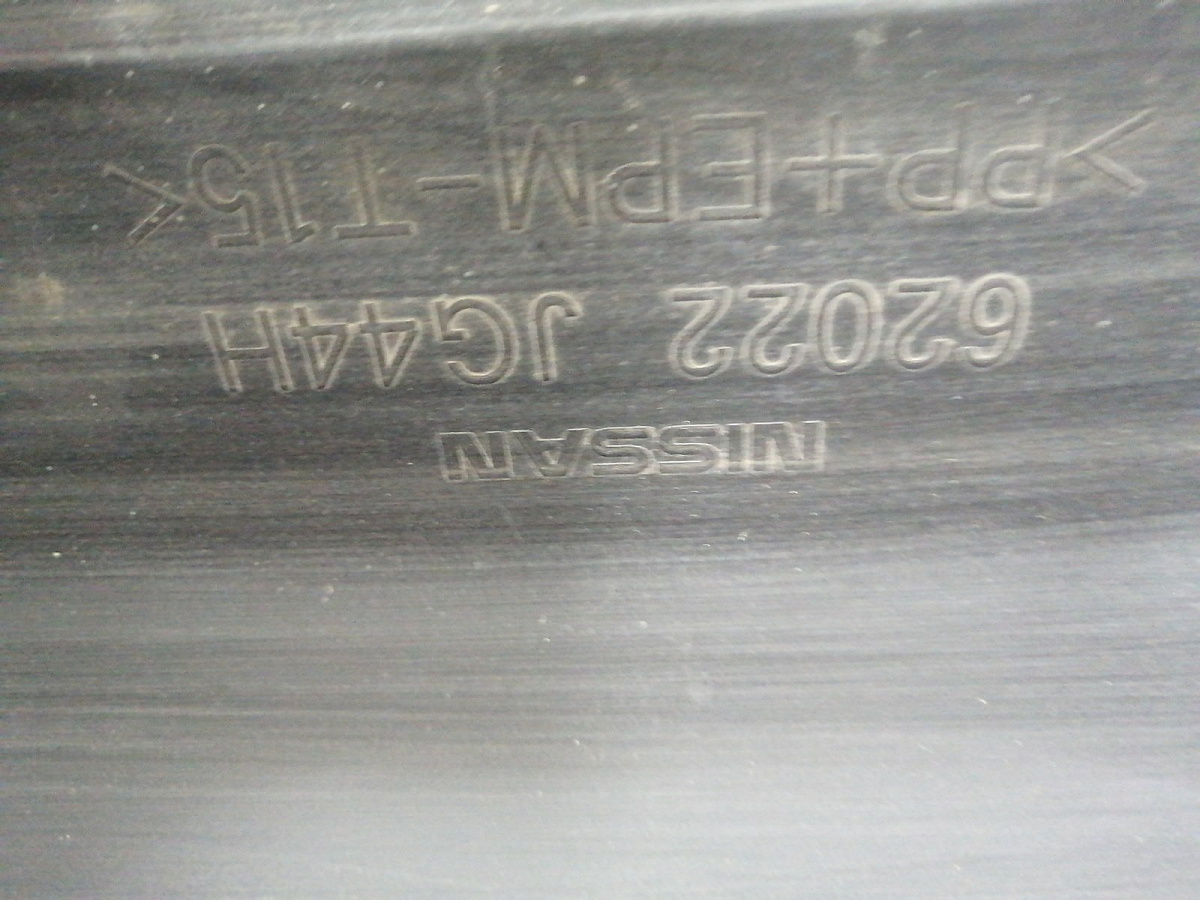 NISSAN
62022 JG44H
>PP+EPM-T15<